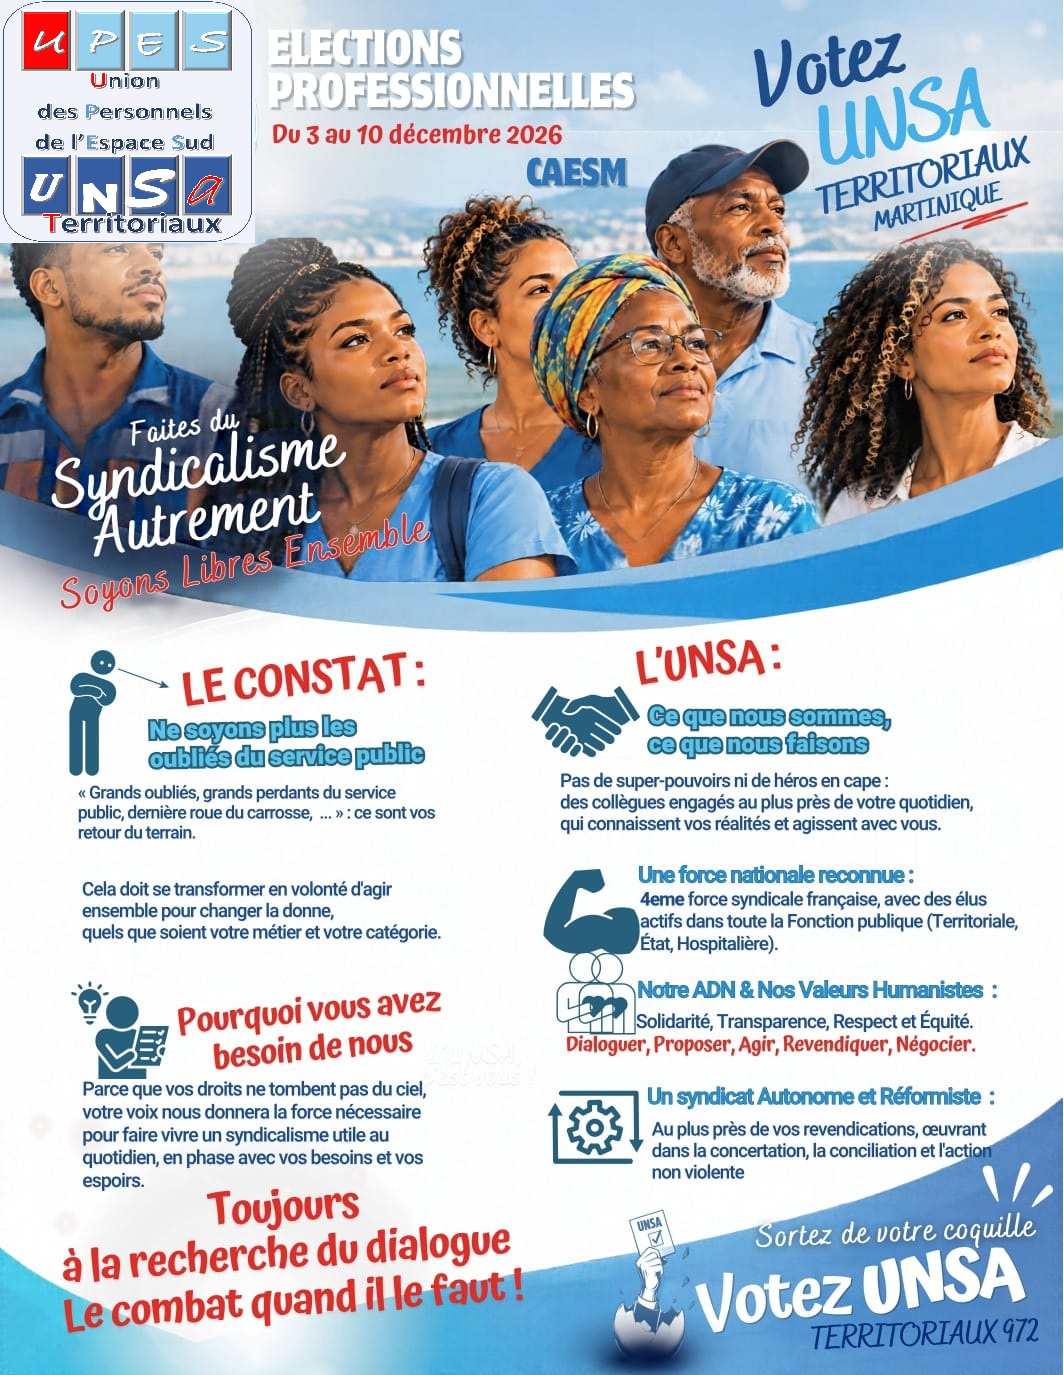 UPES
Union
des Personnels
de l'Espace Sud
UNSA
Territoriaux
ELECTIONS
PROFESSIONNELLES
Du 3 au 10 décembre 2026
CAESM
Votez
UNSA
TERRITORIAUX
MARTINIQUE
Faites du
Syndicalisme
Autrement
Soyons Libres Ensemble
LE CONSTAT :
Ne soyons plus les
oubliés du service public
« Grands oubliés, grands perdants du service
public, dernière roue du carrosse, ... » : ce sont vos
retour du terrain.
Cela doit se transformer en volonté d'agir
ensemble pour changer la donne,
quels que soient votre métier et votre catégorie.
Pourquoi vous avez
besoin de nous
Parce que vos droits ne tombent pas du ciel,
votre voix nous donnera la force nécessaire
pour faire vivre un syndicalisme utile au
quotidien, en phase avec vos besoins et vos
espoirs.
Toujours
à la recherche du dialogue
Le combat quand il le faut !
L'UNSA,
c'est vous !
L'UNSA :
Ce que nous sommes,
ce que nous faisons
Pas de super-pouvoirs ni de héros en cape :
des collègues engagés au plus près de votre quotidien,
qui connaissent vos réalités et agissent avec vous.
Une force nationale reconnue :
4eme force syndicale française, avec des élus
actifs dans toute la Fonction publique (Territoriale,
État, Hospitalière).
Notre ADN & Nos Valeurs Humanistes :
Solidarité, Transparence, Respect et Équité.
Dialoguer, Proposer, Agir, Revendiquer, Négocier.
Un syndicat Autonome et Réformiste :
Au plus près de vos revendications, œuvrant
dans la concertation, la conciliation et l'action
non violente
UNSA
Sortez de votre coquille
Votez UNSA
TERRITORIAUX 972